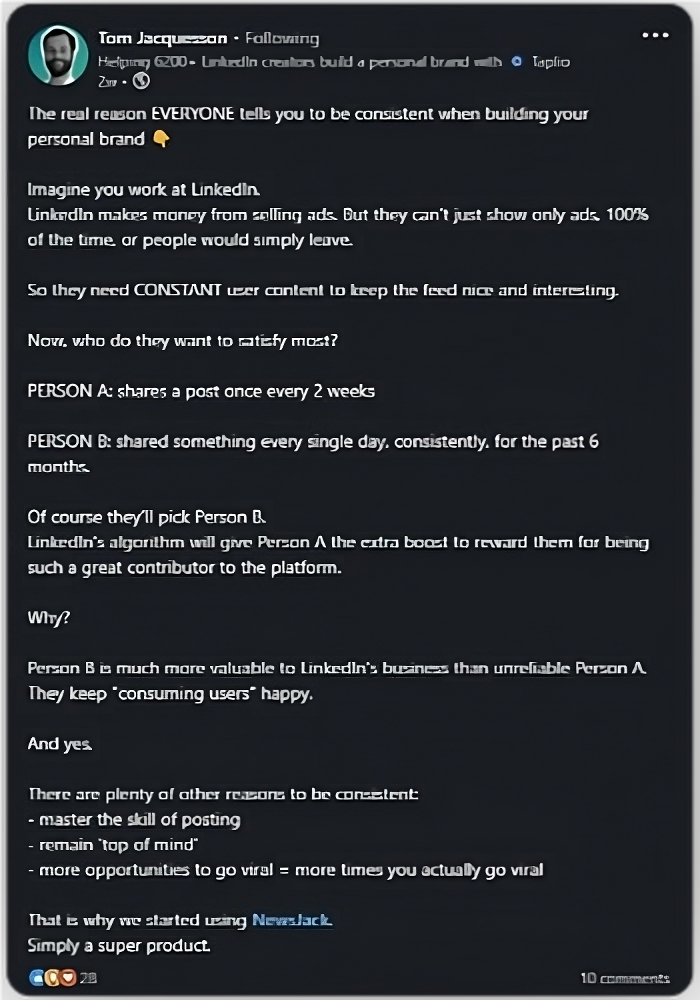 Tom Jacquesson • Following
Helping 6200+ LinkedIn creators build a personal brand with Taplio
2w •
The real reason EVERYONE tells you to be consistent when building your
personal brand 👇
Imagine you work at LinkedIn.
LinkedIn makes money from selling ads. But they can't just show only ads, 100%
of the time, or people would simply leave.
So they need CONSTANT user content to keep the feed nice and interesting.
Now, who do they want to satisfy most?
PERSON A: shares a post once every 2 weeks
PERSON B: shared something every single day, consistently, for the past 6
months.
Of course they'll pick Person B.
LinkedIn's algorithm will give Person A the extra boost to reward them for being
such a great contributor to the platform.
Why?
Person B is much more valuable to LinkedIn's business than unreliable Person A.
They keep "consuming users" happy.
And yes,
There are plenty of other reasons to be consistent:
- master the skill of posting
- remain "top of mind"
- more opportunities to go viral = more times you actually go viral
That is why we started using NewsJack.
Simply a super product.
28
10 comments